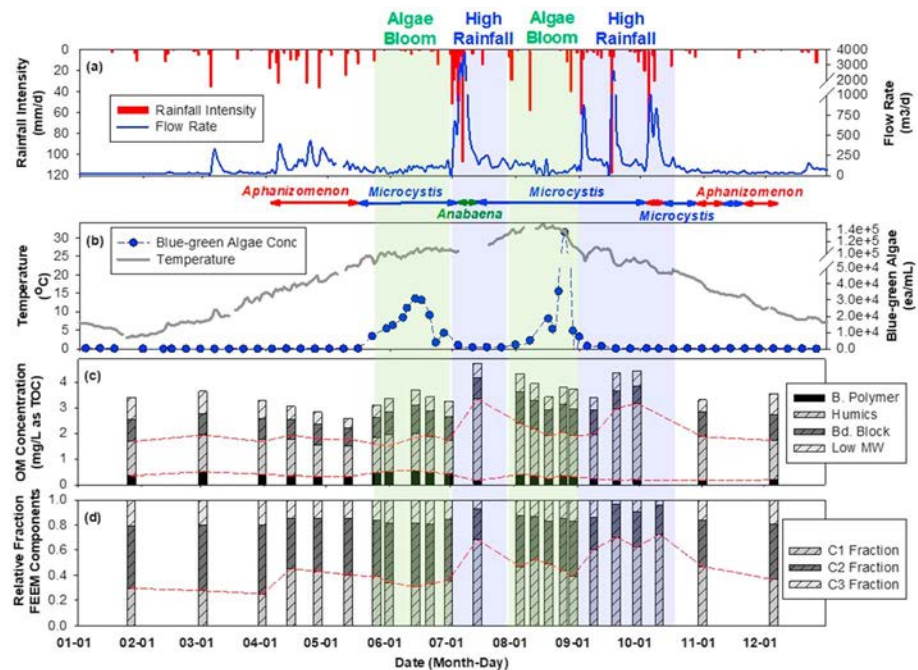 Algae Bloom
High Rainfall
Algae Bloom
High Rainfall
(a)
Rainfall Intensity
(mm/d)
0
20
40
60
80
100
120
Rainfall Intensity
Flow Rate
4000
3000
2000
1000
750
500
250
0
Flow Rate
(m3/d)
Aphanizomenon
Microcystis
Anabaena
Microcystis
Microcystis
Aphanizomenon
(b)
Temperature
(°C)
30
25
20
15
10
5
0
Blue-green Algae Conc
Temperature
1.4e+5
1.2e+5
5.0e+4
4.0e+4
3.0e+4
2.0e+4
1.0e+4
0.0
Blue-green Algae
(ea/mL)
(c)
OM Concentration
(mg/L as TOC)
4
3
2
1
0
B. Polymer
Humics
Bd. Block
Low MW
(d)
Relative Fraction
FEEM Components
1.0
0.8
0.6
0.4
0.2
0.0
C1 Fraction
C2 Fraction
C3 Fraction
01-01 02-01 03-01 04-01 05-01 06-01 07-01 08-01 09-01 10-01 11-01 12-01
Date (Month-Day)